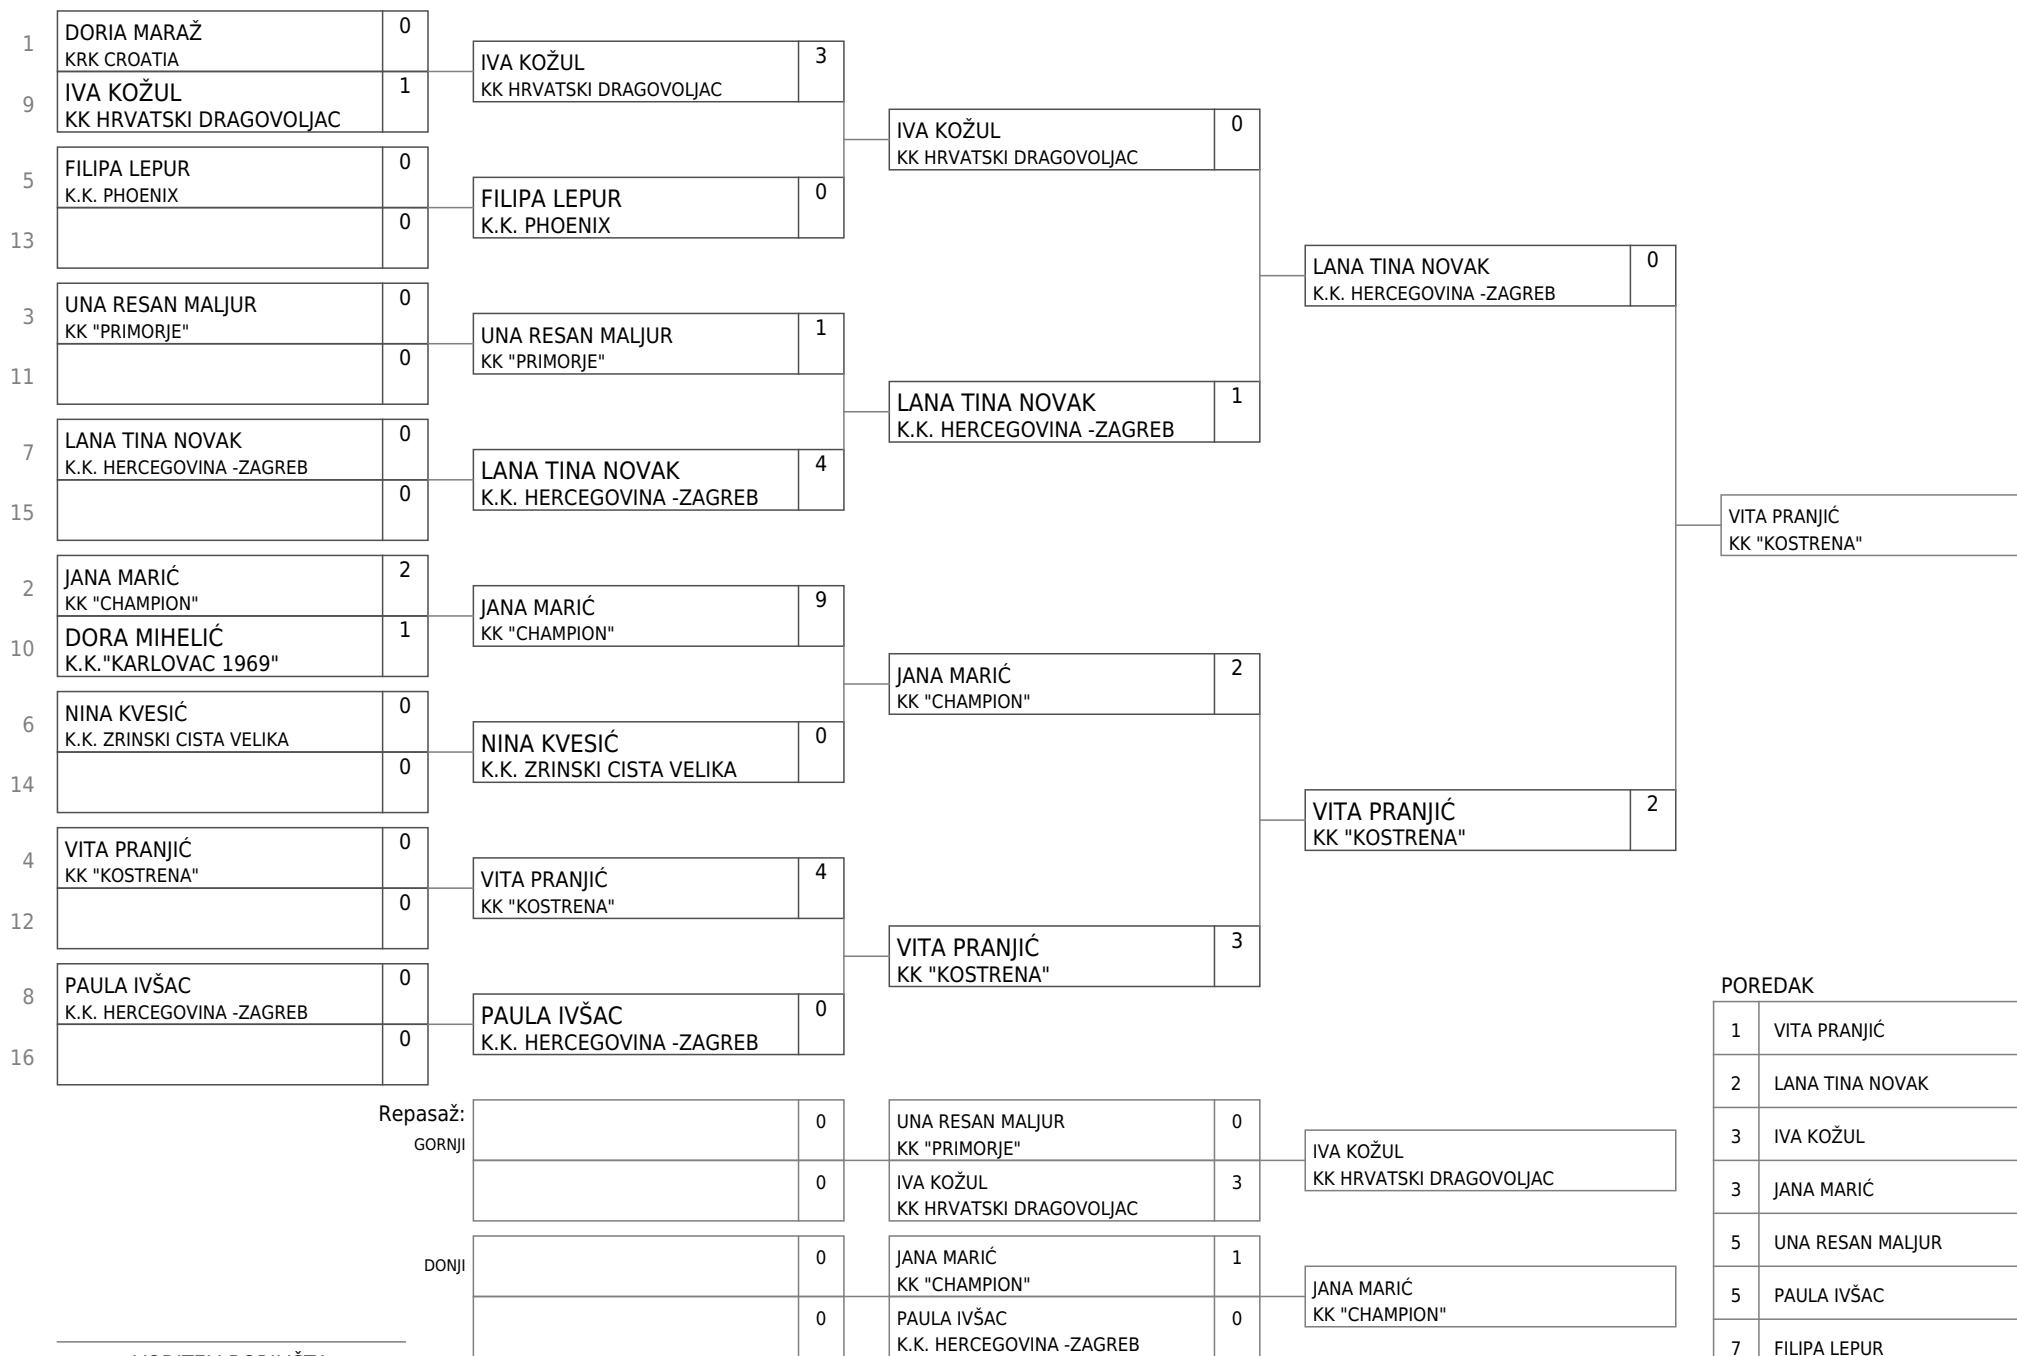 1
DORIA MARAŽ
KRK CROATIA
0
9
IVA KOŽUL
KK HRVATSKI DRAGOVOLJAC
1
5
FILIPA LEPUR
K.K. PHOENIX
0
13
0
3
UNA RESAN MALJUR
KK "PRIMORJE"
0
11
0
7
LANA TINA NOVAK
K.K. HERCEGOVINA -ZAGREB
0
15
0
2
JANA MARIĆ
KK "CHAMPION"
2
10
DORA MIHELIĆ
K.K."KARLOVAC 1969"
1
6
NINA KVESIĆ
K.K. ZRINSKI CISTA VELIKA
0
14
0
4
VITA PRANJIĆ
KK "KOSTRENA"
0
12
0
8
PAULA IVŠAC
K.K. HERCEGOVINA -ZAGREB
0
16
0
IVA KOŽUL
KK HRVATSKI DRAGOVOLJAC
3
FILIPA LEPUR
K.K. PHOENIX
0
UNA RESAN MALJUR
KK "PRIMORJE"
1
LANA TINA NOVAK
K.K. HERCEGOVINA -ZAGREB
4
JANA MARIĆ
KK "CHAMPION"
9
NINA KVESIĆ
K.K. ZRINSKI CISTA VELIKA
0
VITA PRANJIĆ
KK "KOSTRENA"
4
PAULA IVŠAC
K.K. HERCEGOVINA -ZAGREB
0
IVA KOŽUL
KK HRVATSKI DRAGOVOLJAC
0
LANA TINA NOVAK
K.K. HERCEGOVINA -ZAGREB
1
JANA MARIĆ
KK "CHAMPION"
2
VITA PRANJIĆ
KK "KOSTRENA"
3
LANA TINA NOVAK
K.K. HERCEGOVINA -ZAGREB
0
VITA PRANJIĆ
KK "KOSTRENA"
2
VITA PRANJIĆ
KK "KOSTRENA"
Repasaž:
GORNJI
0
0
UNA RESAN MALJUR
KK "PRIMORJE"
0
IVA KOŽUL
KK HRVATSKI DRAGOVOLJAC
3
IVA KOŽUL
KK HRVATSKI DRAGOVOLJAC
DONJI
0
0
JANA MARIĆ
KK "CHAMPION"
1
PAULA IVŠAC
K.K. HERCEGOVINA -ZAGREB
0
JANA MARIĆ
KK "CHAMPION"
POREDAK
1 VITA PRANJIĆ
2 LANA TINA NOVAK
3 IVA KOŽUL
3 JANA MARIĆ
5 UNA RESAN MALJUR
5 PAULA IVŠAC
7 FILIPA LEPUR